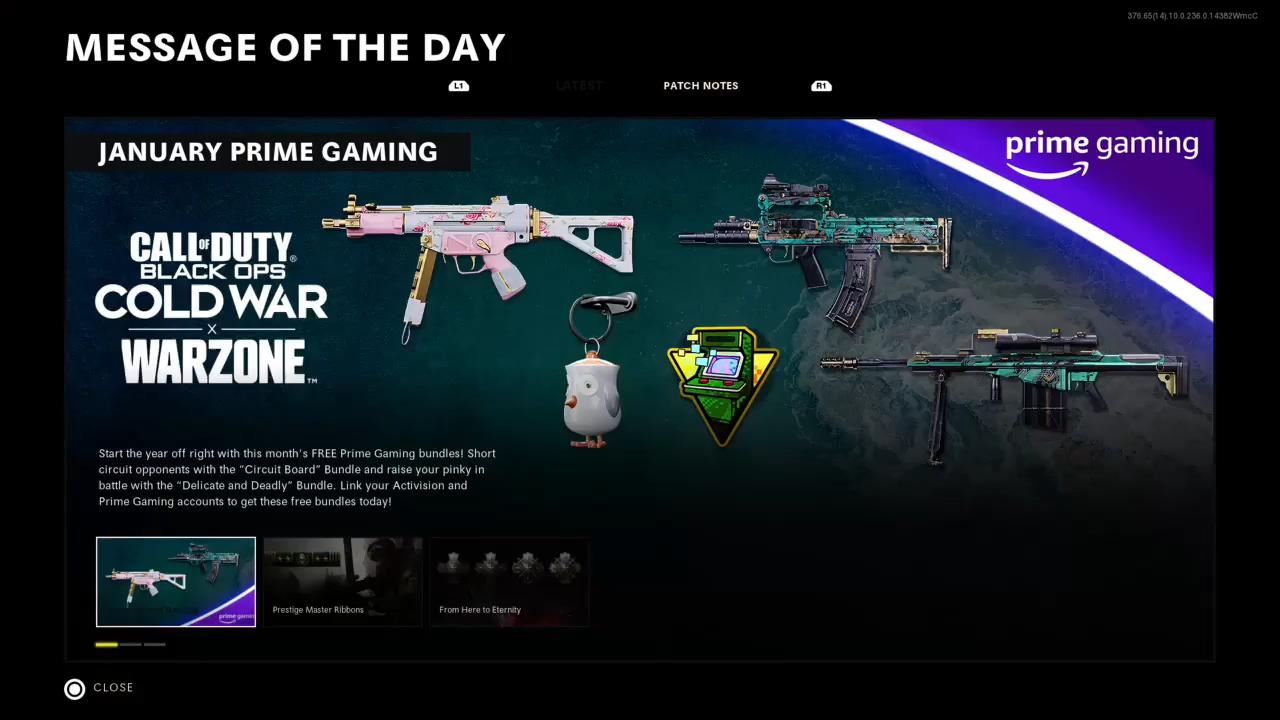 376.65(14).10.0.236.0.14382WmcC
MESSAGE OF THE DAY
L1
LATEST
PATCH NOTES
R1
JANUARY PRIME GAMING
prime gaming
CALL OF DUTY®
BLACK OPS
COLD WAR
X
WARZONE™
Start the year off right with this month's FREE Prime Gaming bundles! Short
circuit opponents with the "Circuit Board" Bundle and raise your pinky in
battle with the "Delicate and Deadly" Bundle. Link your Activision and
Prime Gaming accounts to get these free bundles today!
prime gaming
Prestige Master Ribbons
From Here to Eternity
CLOSE